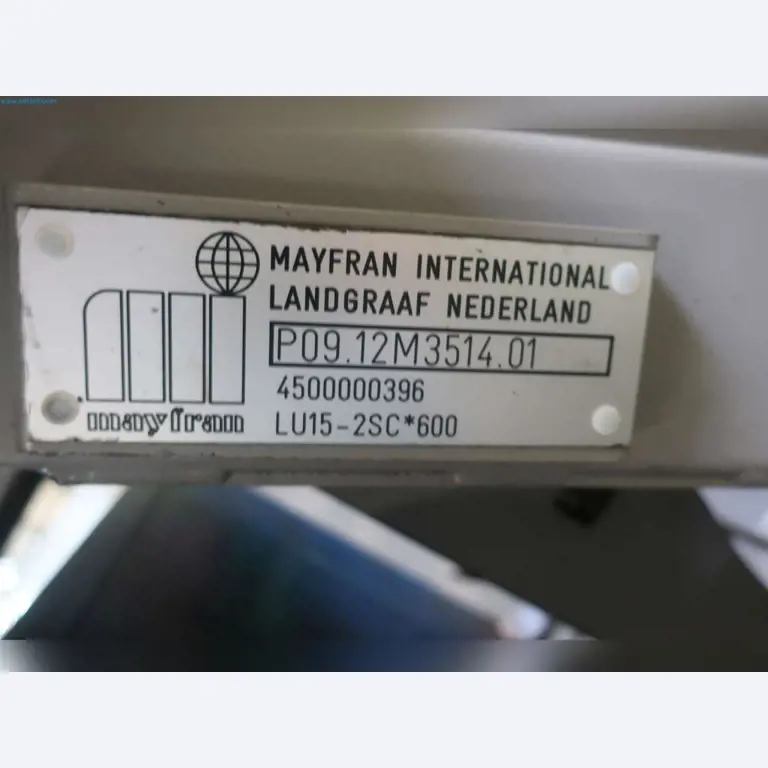 MAYFRAN INTERNATIONAL
LANDGRAAF NEDERLAND
P09.12M3514.01
4500000396
mayfran LU15-2SC*600